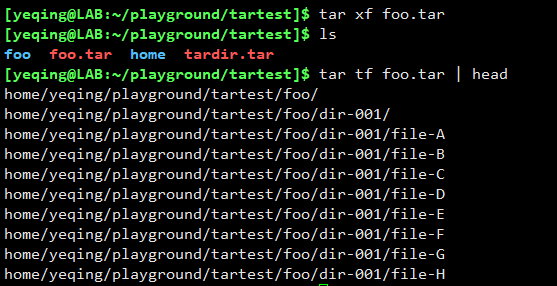 [yeqing@LAB:~/playground/tartest]$ tar xf foo.tar
[yeqing@LAB:~/playground/tartest]$ ls
foo  foo.tar  home  tardir.tar
[yeqing@LAB:~/playground/tartest]$ tar tf foo.tar | head
home/yeqing/playground/tartest/foo/
home/yeqing/playground/tartest/foo/dir-001/
home/yeqing/playground/tartest/foo/dir-001/file-A
home/yeqing/playground/tartest/foo/dir-001/file-B
home/yeqing/playground/tartest/foo/dir-001/file-C
home/yeqing/playground/tartest/foo/dir-001/file-D
home/yeqing/playground/tartest/foo/dir-001/file-E
home/yeqing/playground/tartest/foo/dir-001/file-F
home/yeqing/playground/tartest/foo/dir-001/file-G
home/yeqing/playground/tartest/foo/dir-001/file-H